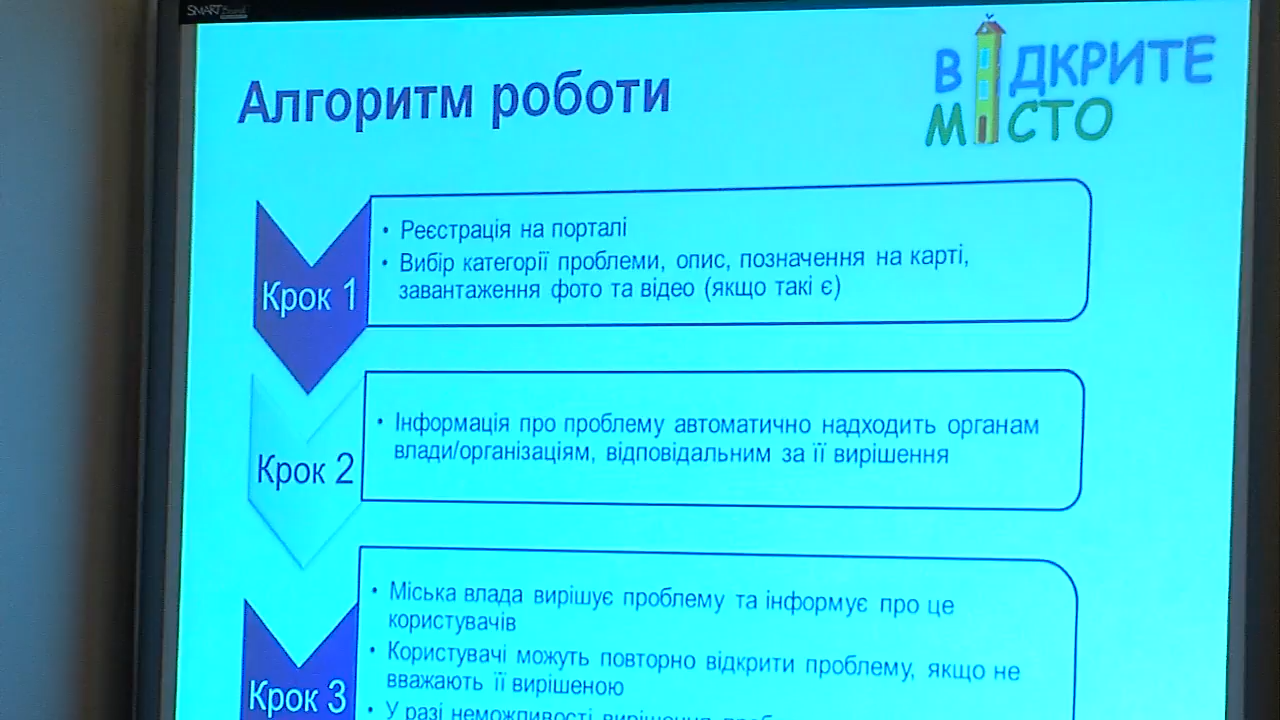 SMART Board
ВІДКРИТЕ
МІСТО
Алгоритм роботи
Крок 1
• Реєстрація на порталі
• Вибір категорії проблеми, опис, позначення на карті,
завантаження фото та відео (якщо такі є)
Крок 2
• Інформація про проблему автоматично надходить органам
влади/організаціям, відповідальним за її вирішення
Крок 3
• Міська влада вирішує проблему та інформує про це
користувачів
• Користувачі можуть повторно відкрити проблему, якщо не
вважають її вирішеною
• У разі неможливості вирішення